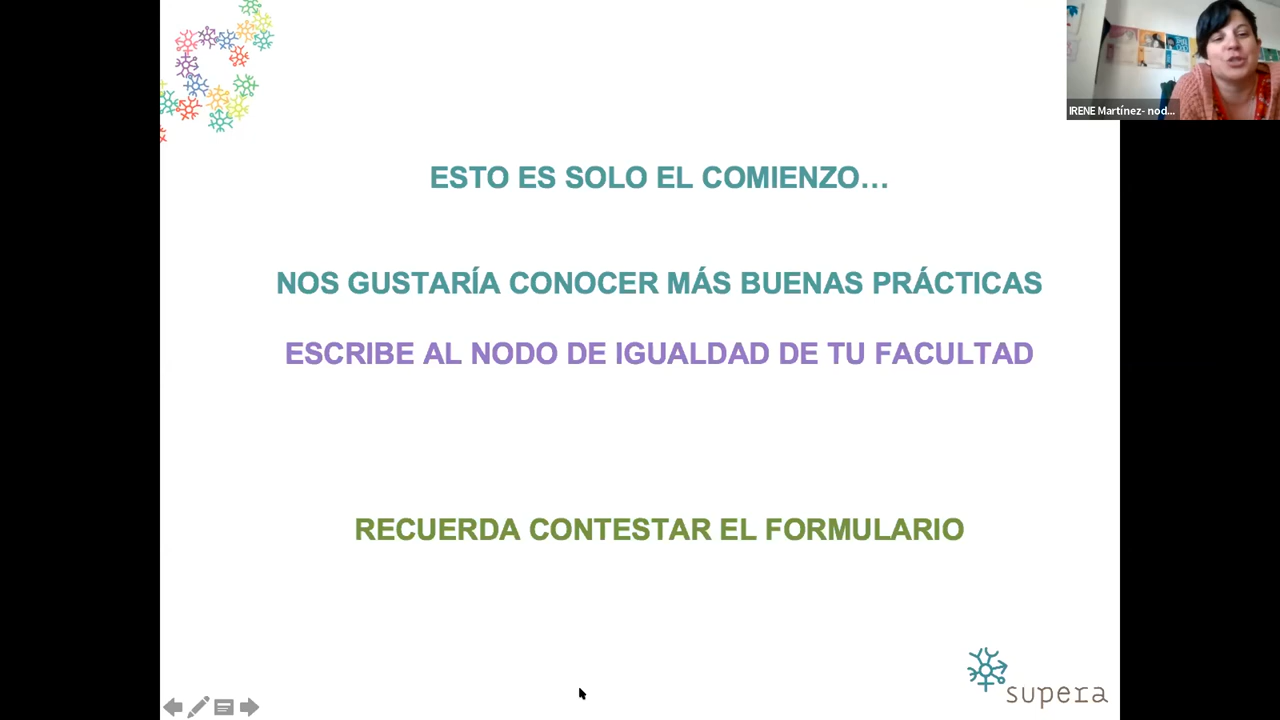 IRENE Martínez- nod...
ESTO ES SOLO EL COMIENZO...
NOS GUSTARÍA CONOCER MÁS BUENAS PRÁCTICAS
ESCRIBE AL NODO DE IGUALDAD DE TU FACULTAD
RECUERDA CONTESTAR EL FORMULARIO
supera